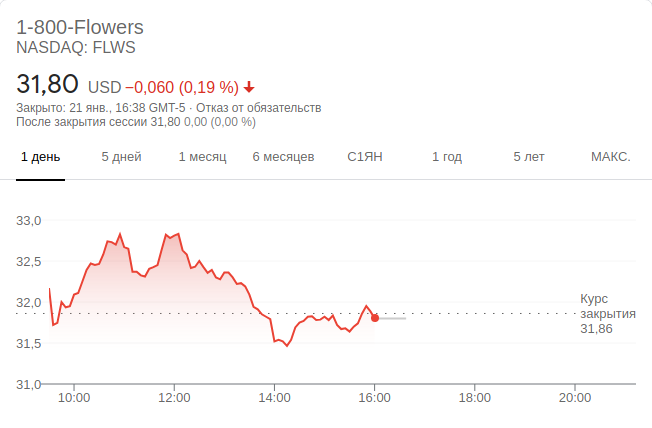 1-800-Flowers
NASDAQ: FLWS
31,80 USD −0,060 (0,19 %)
Закрыто: 21 янв., 16:38 GMT-5 · Отказ от обязательств
После закрытия сессии 31,80 0,00 (0,00 %)
1 день 5 дней 1 месяц 6 месяцев С1ЯН 1 год 5 лет МАКС.
33,0
32,5
32,0
31,5
31,0
Курс
закрытия
31,86
10:00 12:00 14:00 16:00 18:00 20:00